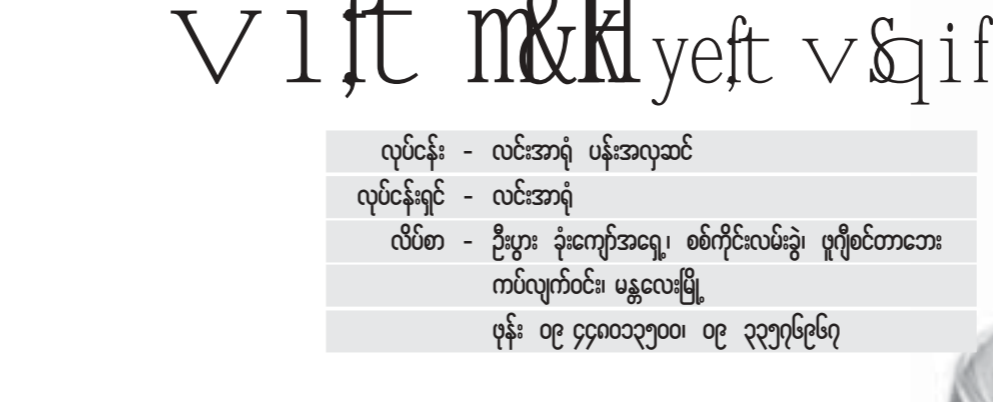 vif;t m&kH yef;t vSqif
လုပ်ငန်း - လင်းအာရုံ ပန်းအလှဆင်
လုပ်ငန်းရှင် - လင်းအာရုံ
လိပ်စာ - ဦးပွား ခုံးကျော်အရှေ့၊ စစ်ကိုင်းလမ်းခွဲ၊ ဖူဂျီစင်တာဘေး
ကပ်လျက်ဝင်း၊ မန္တလေးမြို့
ဖုန်း ၀၉ ၄၄၈၀၁၃၅၀၀၊ ၀၉ ၃၃၅၇၆၉၆၇